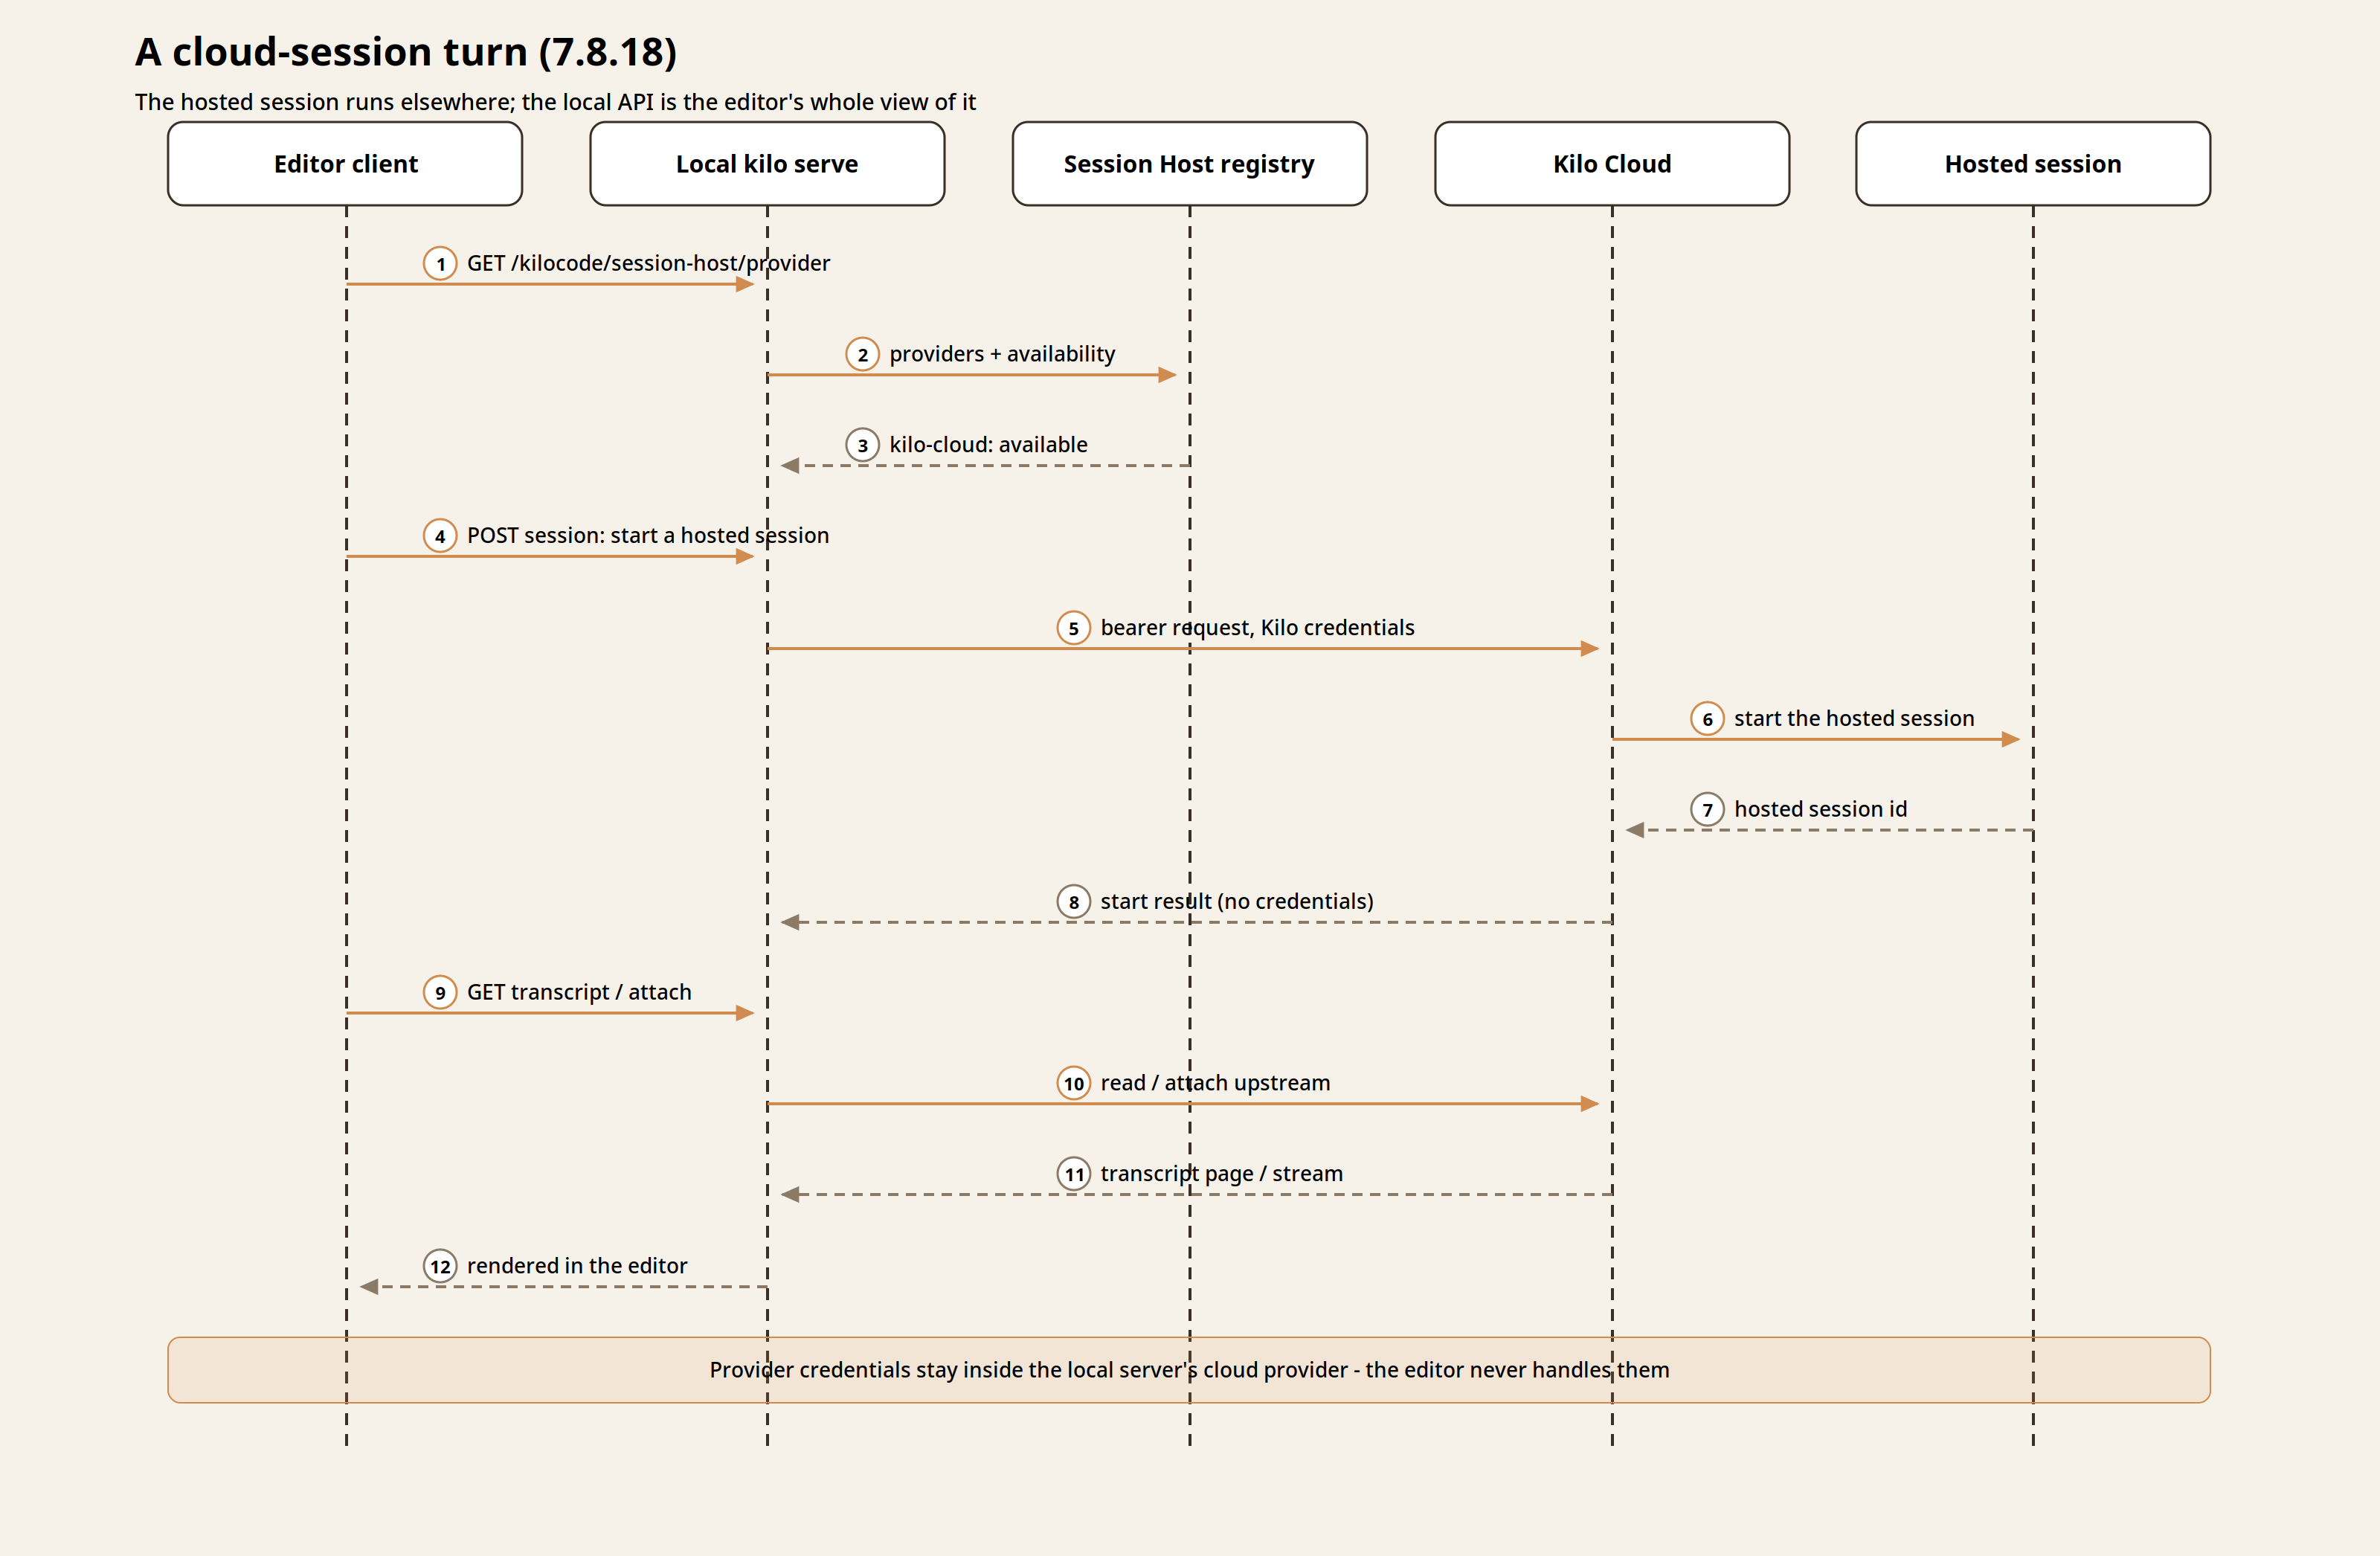 A cloud-session turn (7.8.18)
The hosted session runs elsewhere; the local API is the editor's whole view of it
Editor client
Local kilo serve
Session Host registry
Kilo Cloud
Hosted session
1 GET /kilocode/session-host/provider
2 providers + availability
3 kilo-cloud: available
4 POST session: start a hosted session
5 bearer request, Kilo credentials
6 start the hosted session
7 hosted session id
8 start result (no credentials)
9 GET transcript / attach
10 read / attach upstream
11 transcript page / stream
12 rendered in the editor
Provider credentials stay inside the local server's cloud provider - the editor never handles them